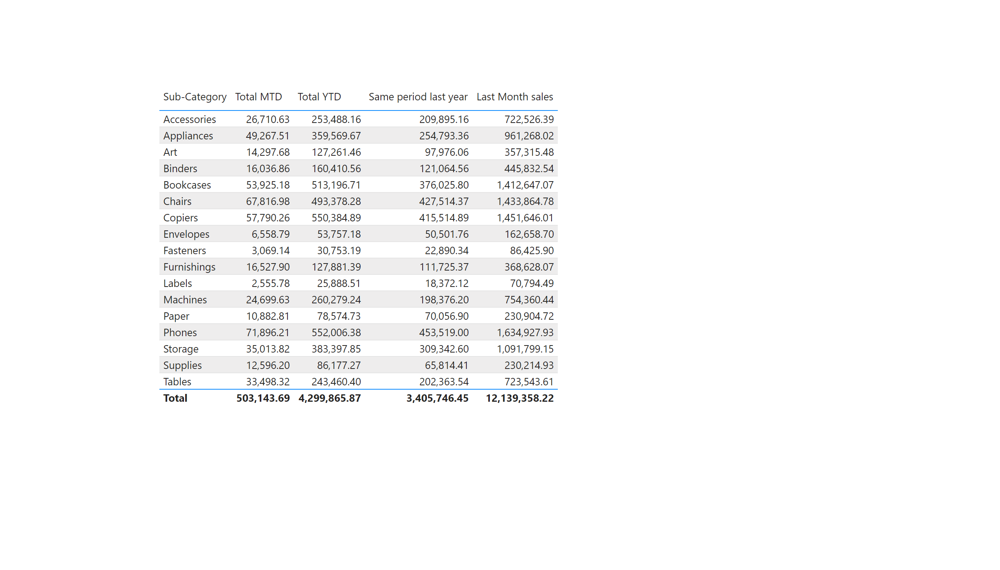 Sub-Category Total MTD Total YTD Same period last year Last Month sales
Accessories 26,710.63 253,488.16 209,895.16 722,526.39
Appliances 49,267.51 359,569.67 254,793.36 961,268.02
Art 14,297.68 127,261.46 97,976.06 357,315.48
Binders 16,036.86 160,410.56 121,064.56 445,832.54
Bookcases 53,925.18 513,196.71 376,025.80 1,412,647.07
Chairs 67,816.98 493,378.28 427,514.37 1,433,864.78
Copiers 57,790.26 550,384.89 415,514.89 1,451,646.01
Envelopes 6,558.79 53,757.18 50,501.76 162,658.70
Fasteners 3,069.14 30,753.19 22,890.34 86,425.90
Furnishings 16,527.90 127,881.39 111,725.37 368,628.07
Labels 2,555.78 25,888.51 18,372.12 70,794.49
Machines 24,699.63 260,279.24 198,376.20 754,360.44
Paper 10,882.81 78,574.73 70,056.90 230,904.72
Phones 71,896.21 552,006.38 453,519.00 1,634,927.93
Storage 35,013.82 383,397.85 309,342.60 1,091,799.15
Supplies 12,596.20 86,177.27 65,814.41 230,214.93
Tables 33,498.32 243,460.40 202,363.54 723,543.61
Total 503,143.69 4,299,865.87 3,405,746.45 12,139,358.22